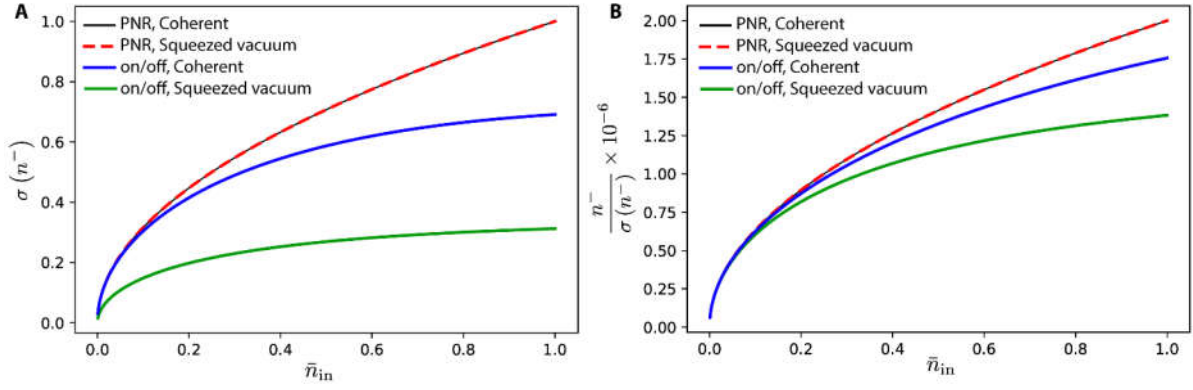 A
PNR, Coherent
PNR, Squeezed vacuum
on/off, Coherent
on/off, Squeezed vacuum
σ (n⁻)
1.0
0.8
0.6
0.4
0.2
0.0
0.0 0.2 0.4 0.6 0.8 1.0
n̄in
B
PNR, Coherent
PNR, Squeezed vacuum
on/off, Coherent
on/off, Squeezed vacuum
n⁻ / σ (n⁻) × 10⁻⁶
2.00
1.75
1.50
1.25
1.00
0.75
0.50
0.25
0.00
0.0 0.2 0.4 0.6 0.8 1.0
n̄in